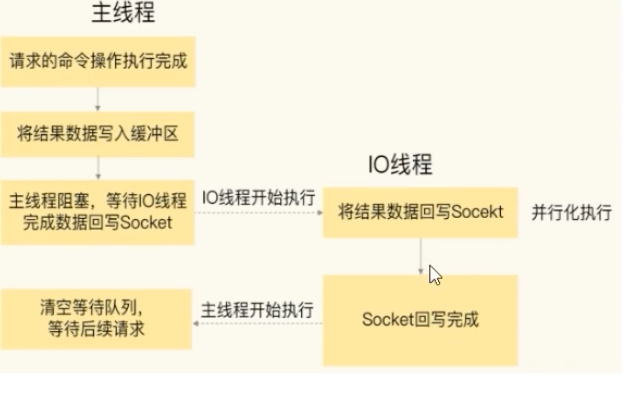 主线程
请求的命令操作执行完成
将结果数据写入缓冲区
IO线程
主线程阻塞，等待IO线程
完成数据回写Socket
IO线程开始执行
将结果数据回写Socekt
并行化执行
清空等待队列，
等待后续请求
主线程开始执行
Socket回写完成